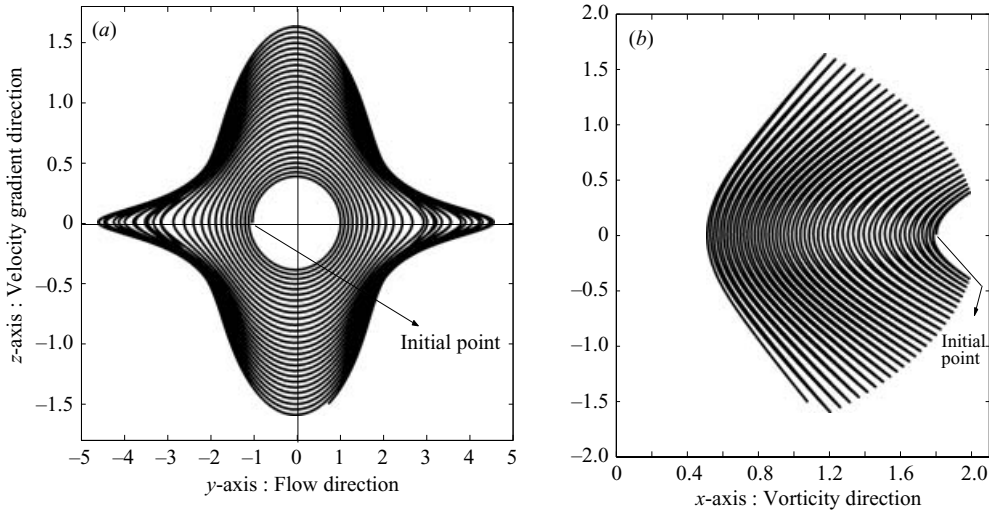 (a)
1.5
1.0
0.5
0
–0.5
–1.0
–1.5
–5 –4 –3 –2 –1 0 1 2 3 4 5
y-axis : Flow direction
z-axis : Velocity gradient direction
Initial point
(b)
2.0
1.5
1.0
0.5
0
–0.5
–1.0
–1.5
–2.0
0 0.4 0.8 1.2 1.6 2.0
x-axis : Vorticity direction
Initial
point